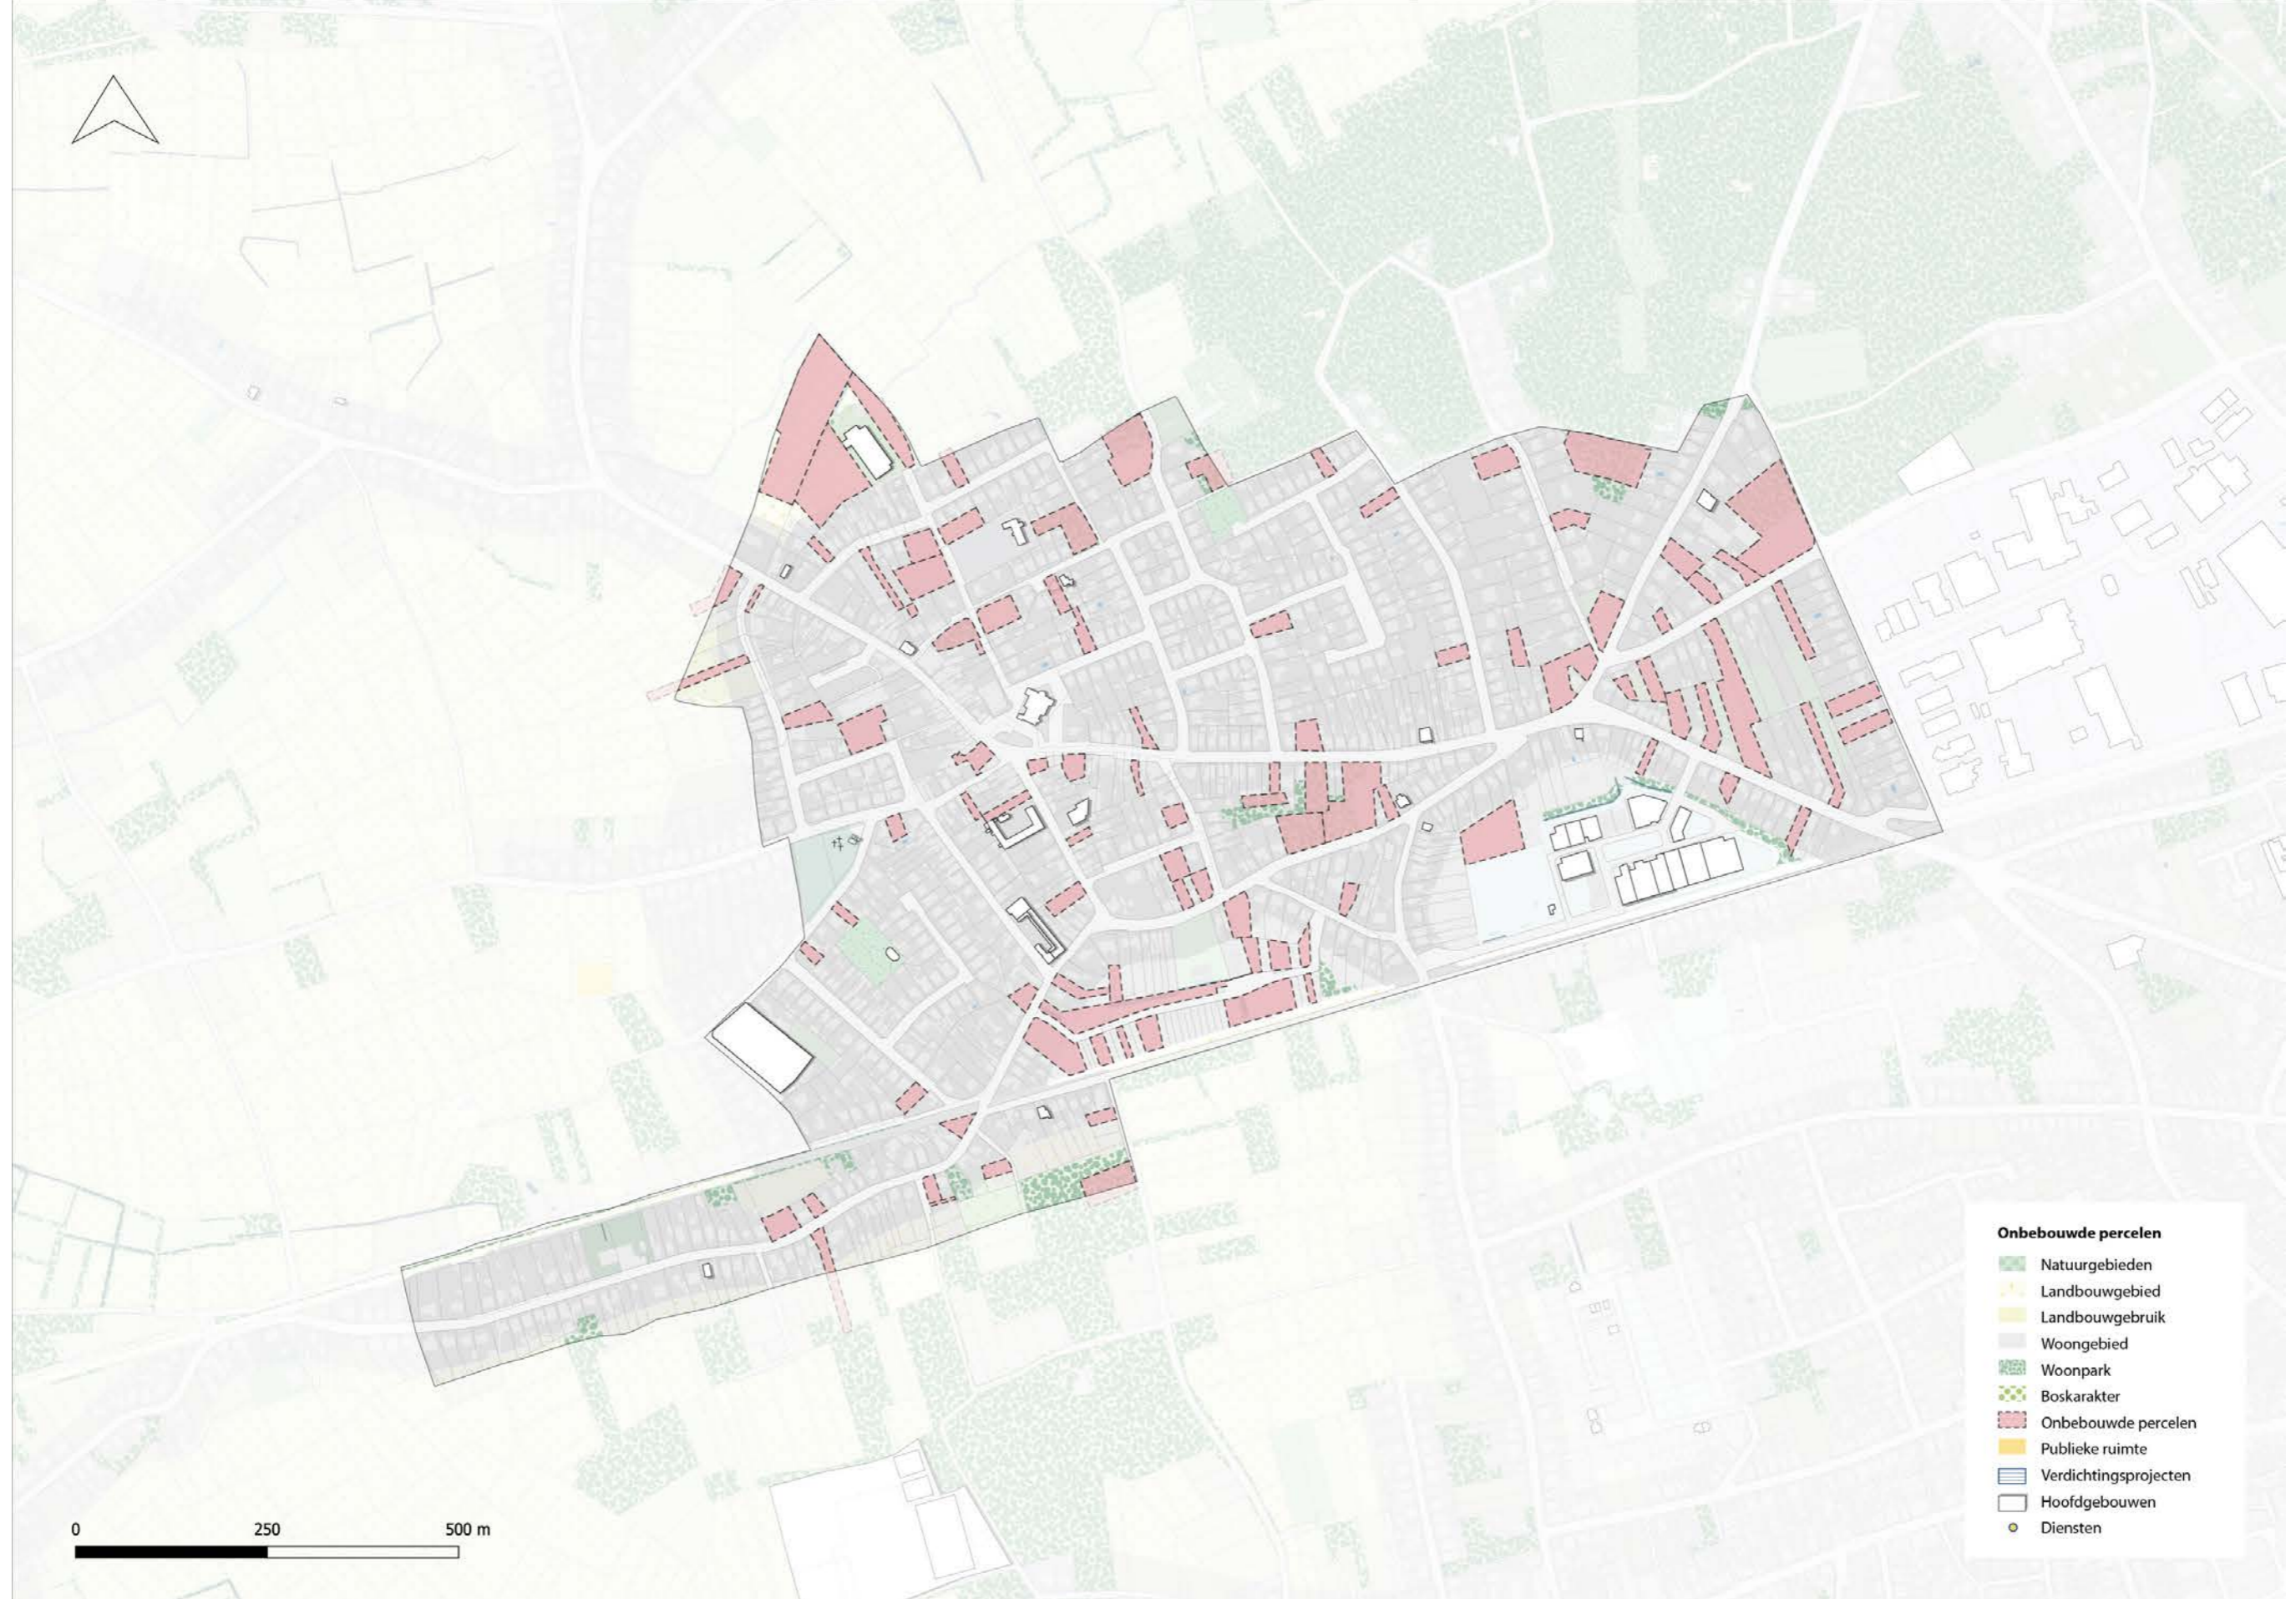 Onbebouwde percelen
Natuurgebieden
Landbouwgebied
Landbouwgebruik
Woongebied
Woonpark
Boskarakter
Onbebouwde percelen
Publieke ruimte
Verdichtingsprojecten
Hoofdgebouwen
Diensten
0 250 500 m